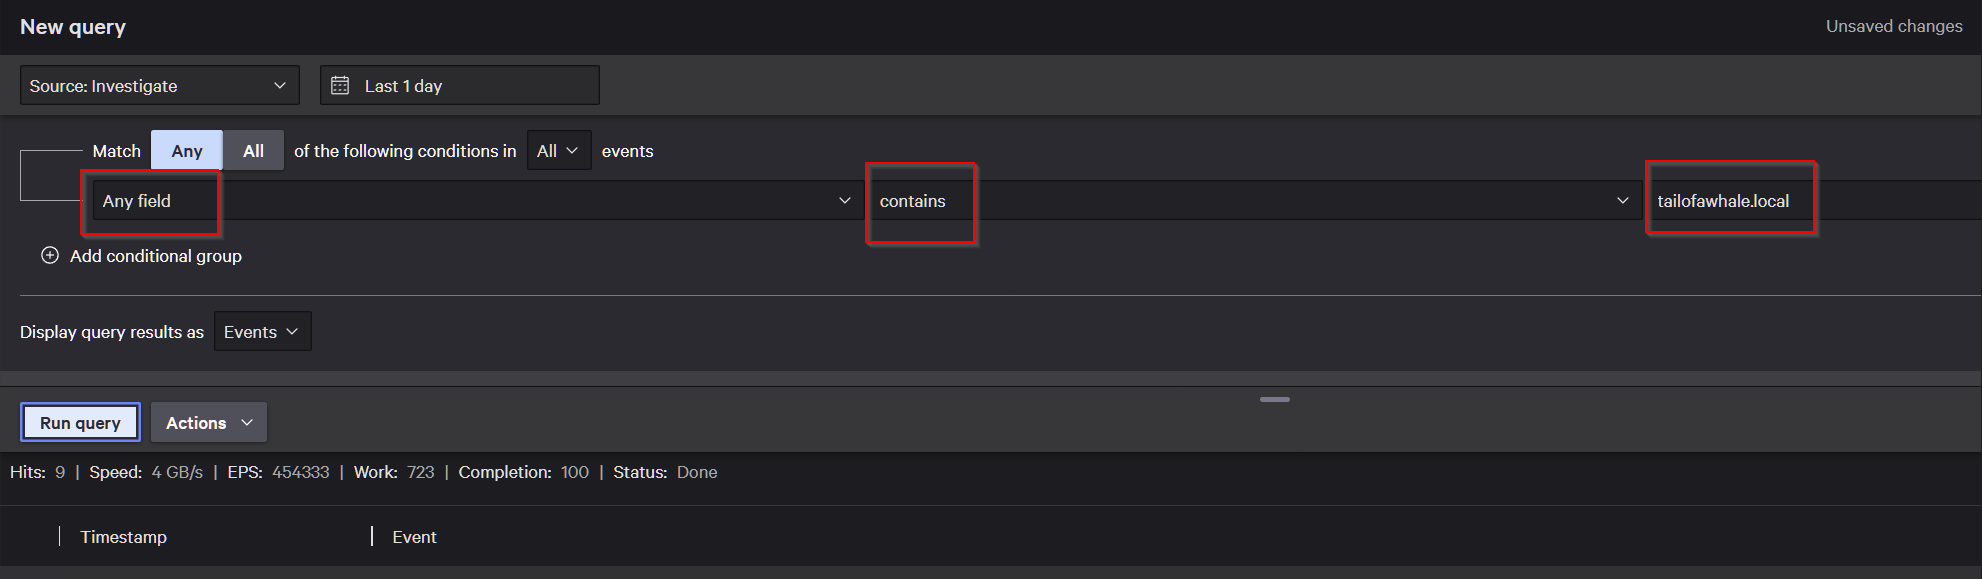 New query
Unsaved changes
Source: Investigate
Last 1 day
Match Any All of the following conditions in All events
Any field contains tailofawhale.local
Add conditional group
Display query results as Events
Run query Actions
Hits: 9 | Speed: 4 GB/s | EPS: 454333 | Work: 723 | Completion: 100 | Status: Done
Timestamp Event